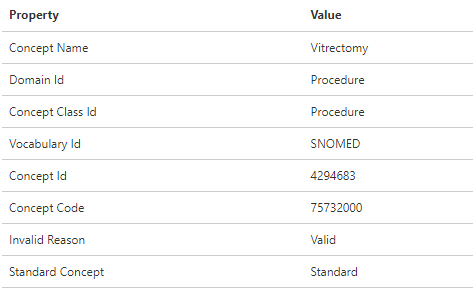 Property Value
Concept Name Vitrectomy
Domain Id Procedure
Concept Class Id Procedure
Vocabulary Id SNOMED
Concept Id 4294683
Concept Code 75732000
Invalid Reason Valid
Standard Concept Standard